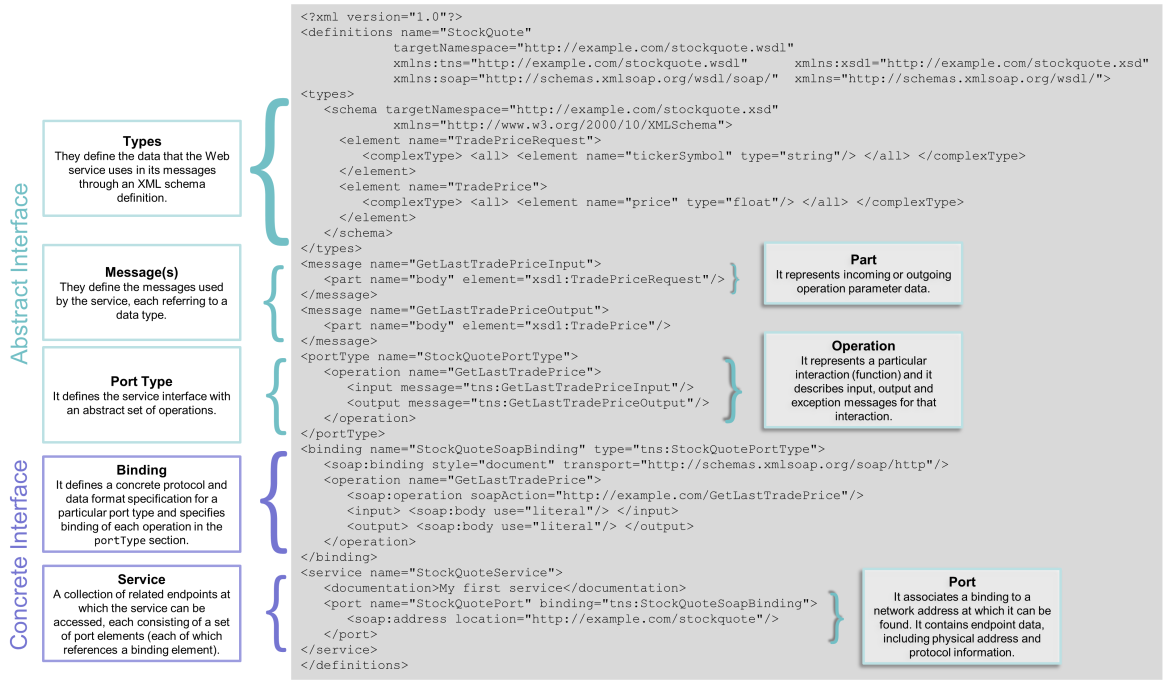 Abstract Interface
Concrete Interface
Types
They define the data that the Web
service uses in its messages
through an XML schema
definition.
Message(s)
They define the messages used
by the service, each referring to a
data type.
Port Type
It defines the service interface with
an abstract set of operations.
Binding
It defines a concrete protocol and
data format specification for a
particular port type and specifies
binding of each operation in the
portType section.
Service
A collection of related endpoints at
which the service can be
accessed, each consisting of a set
of port elements (each of which
references a binding element).
<?xml version="1.0"?>
<definitions name="StockQuote"
targetNamespace="http://example.com/stockquote.wsdl"
xmlns:tns="http://example.com/stockquote.wsdl" xmlns:xsd1="http://example.com/stockquote.xsd"
xmlns:soap="http://schemas.xmlsoap.org/wsdl/soap/" xmlns="http://schemas.xmlsoap.org/wsdl/">
<types>
<schema targetNamespace="http://example.com/stockquote.xsd"
xmlns="http://www.w3.org/2000/10/XMLSchema">
<element name="TradePriceRequest">
<complexType> <all> <element name="tickerSymbol" type="string"/> </all> </complexType>
</element>
<element name="TradePrice">
<complexType> <all> <element name="price" type="float"/> </all> </complexType>
</element>
</schema>
</types>
<message name="GetLastTradePriceInput">
<part name="body" element="xsd1:TradePriceRequest"/>
</message>
<message name="GetLastTradePriceOutput">
<part name="body" element="xsd1:TradePrice"/>
</message>
<portType name="StockQuotePortType">
<operation name="GetLastTradePrice">
<input message="tns:GetLastTradePriceInput"/>
<output message="tns:GetLastTradePriceOutput"/>
</operation>
</portType>
<binding name="StockQuoteSoapBinding" type="tns:StockQuotePortType">
<soap:binding style="document" transport="http://schemas.xmlsoap.org/soap/http"/>
<operation name="GetLastTradePrice">
<soap:operation soapAction="http://example.com/GetLastTradePrice"/>
<input> <soap:body use="literal"/> </input>
<output> <soap:body use="literal"/> </output>
</operation>
</binding>
<service name="StockQuoteService">
<documentation>My first service</documentation>
<port name="StockQuotePort" binding="tns:StockQuoteSoapBinding">
<soap:address location="http://example.com/stockquote"/>
</port>
</service>
</definitions>
Part
It represents incoming or outgoing
operation parameter data.
Operation
It represents a particular
interaction (function) and it
describes input, output and
exception messages for that
interaction.
Port
It associates a binding to a
network address at which it can be
found. It contains endpoint data,
including physical address and
protocol information.